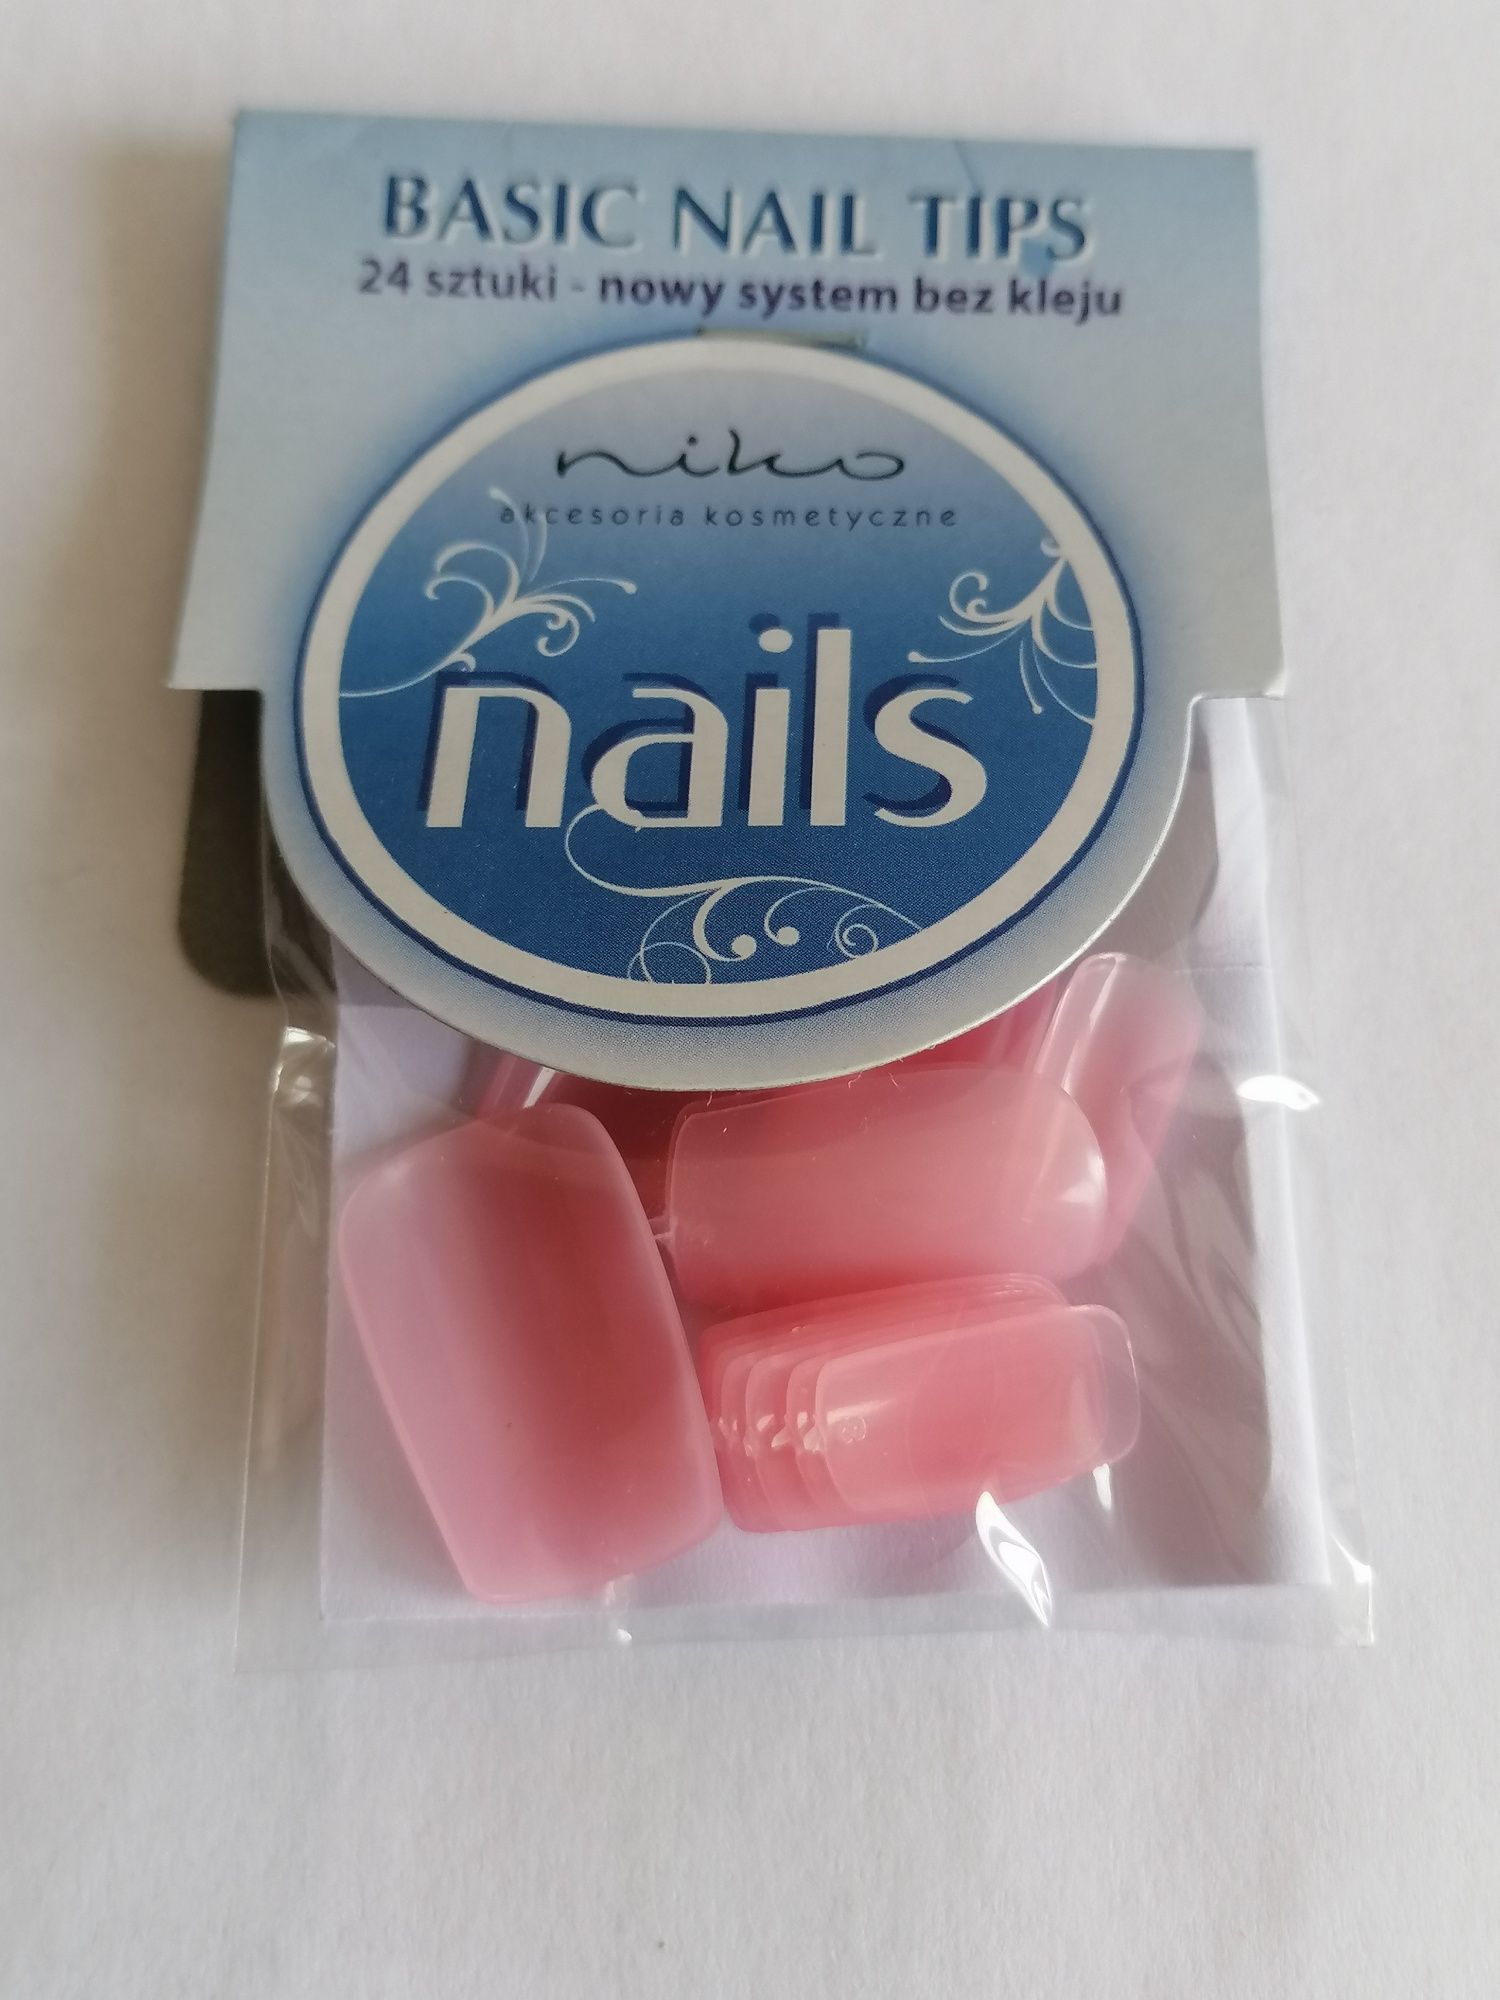 BASIC NAIL TIPS
24 sztuki - nowy system bez kleju
niko
akcesoria kosmetyczne
nails